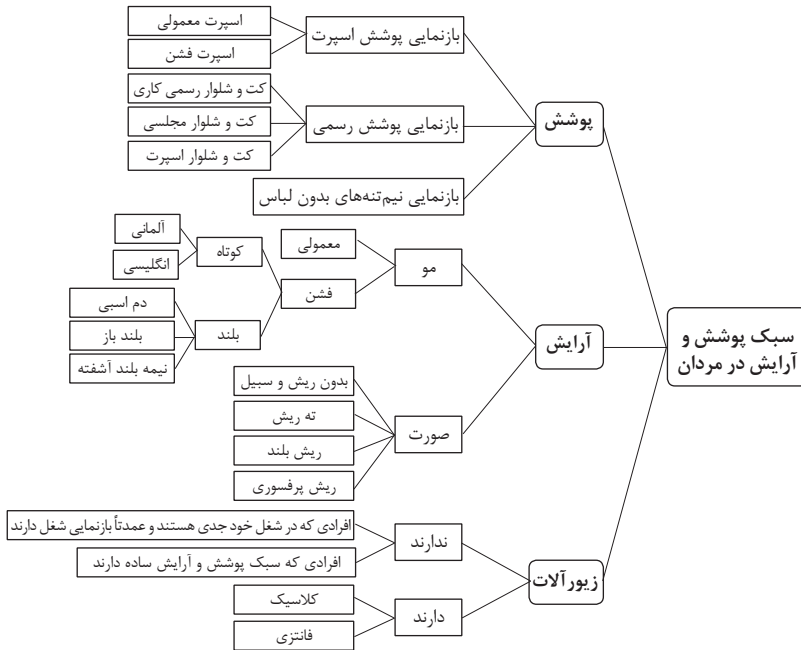 سبک پوشش و
آرایش در مردان
پوشش
بازنمایی پوشش اسپرت
اسپرت معمولی
اسپرت فشن
بازنمایی پوشش رسمی
کت و شلوار رسمی کاری
کت و شلوار مجلسی
کت و شلوار اسپرت
بازنمایی نیم‌تنه‌های بدون لباس
آرایش
مو
معمولی
فشن
کوتاه
آلمانی
انگلیسی
بلند
دم اسبی
بلند باز
نیمه بلند آشفته
صورت
بدون ریش و سبیل
ته ریش
ریش بلند
ریش پرفسوری
زیورآلات
ندارند
افرادی که در شغل خود جدی هستند و عمدتاً بازنمایی شغل دارند
افرادی که سبک پوشش و آرایش ساده دارند
دارند
کلاسیک
فانتزی